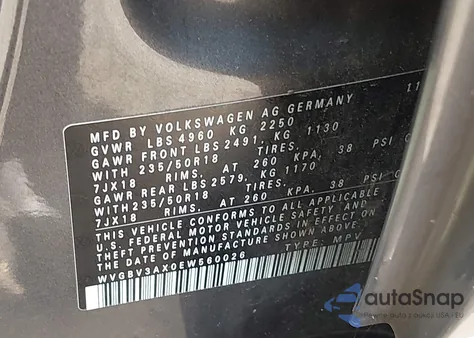 MFD BY VOLKSWAGEN AG GERMANY 11
GVWR LBS 4960 KG 2250
GAWR FRONT LBS 2491, KG 1130
WITH 235/50R18 TIRES,
7JX18 RIMS, AT 260 KPA, 38 PSI
GAWR REAR LBS 2579, KG 1170
WITH 235/50R18 TIRES,
7JX18 RIMS, AT 260 KPA, 38 PSI
THIS VEHICLE CONFORMS TO ALL APPLICABLE
U.S. FEDERAL MOTOR VEHICLE SAFETY AND
THEFT PREVENTION STANDARDS IN EFFECT ON
THE DATE OF MANUFACTURE SHOWN ABOVE
WVGBV3AX0EW560026 TYPE: MPV
autoSnap